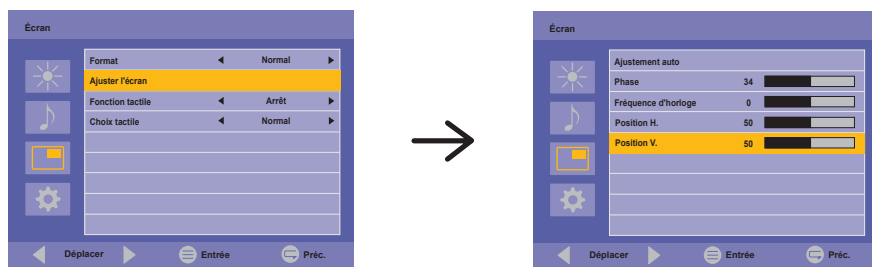 Écran
Format Normal
Ajuster l'écran
Fonction tactile Arrêt
Choix tactile Normal
Déplacer Entrée Préc.
Écran
Ajustement auto
Phase 34
Fréquence d'horloge 0
Position H. 50
Position V. 50
Déplacer Entrée Préc.